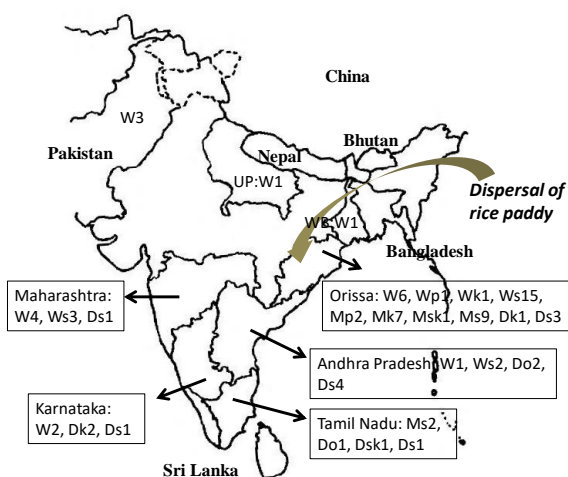 China
W3
Pakistan
Bhutan
Nepal
UP:W1
Dispersal of
rice paddy
WB:W1
Bangladesh
Maharashtra:
W4, Ws3, Ds1
Orissa: W6, Wp1, Wk1, Ws15,
Mp2, Mk7, Msk1, Ms9, Dk1, Ds3
Andhra Pradesh: W1, Ws2, Do2,
Ds4
Karnataka:
W2, Dk2, Ds1
Tamil Nadu: Ms2,
Do1, Dsk1, Ds1
Sri Lanka